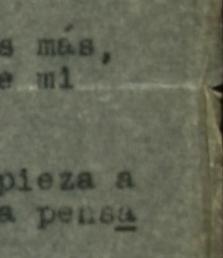 s más,
e mi
pieza a
a pensa